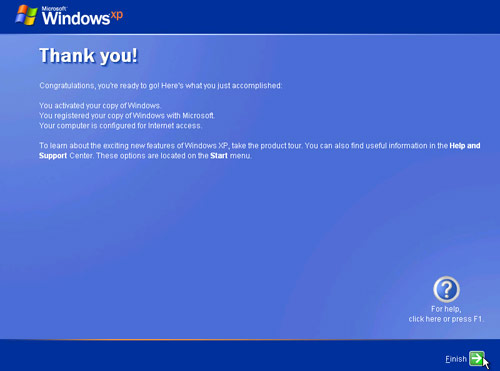 Microsoft
Windows xp
Thank you!
Congratulations, you're ready to go! Here's what you just accomplished:
You activated your copy of Windows.
You registered your copy of Windows with Microsoft.
Your computer is configured for Internet access.
To learn about the exciting new features of Windows XP, take the product tour. You can also find useful information in the Help and
Support Center. These options are located on the Start menu.
?
For help,
click here or press F1.
Finish